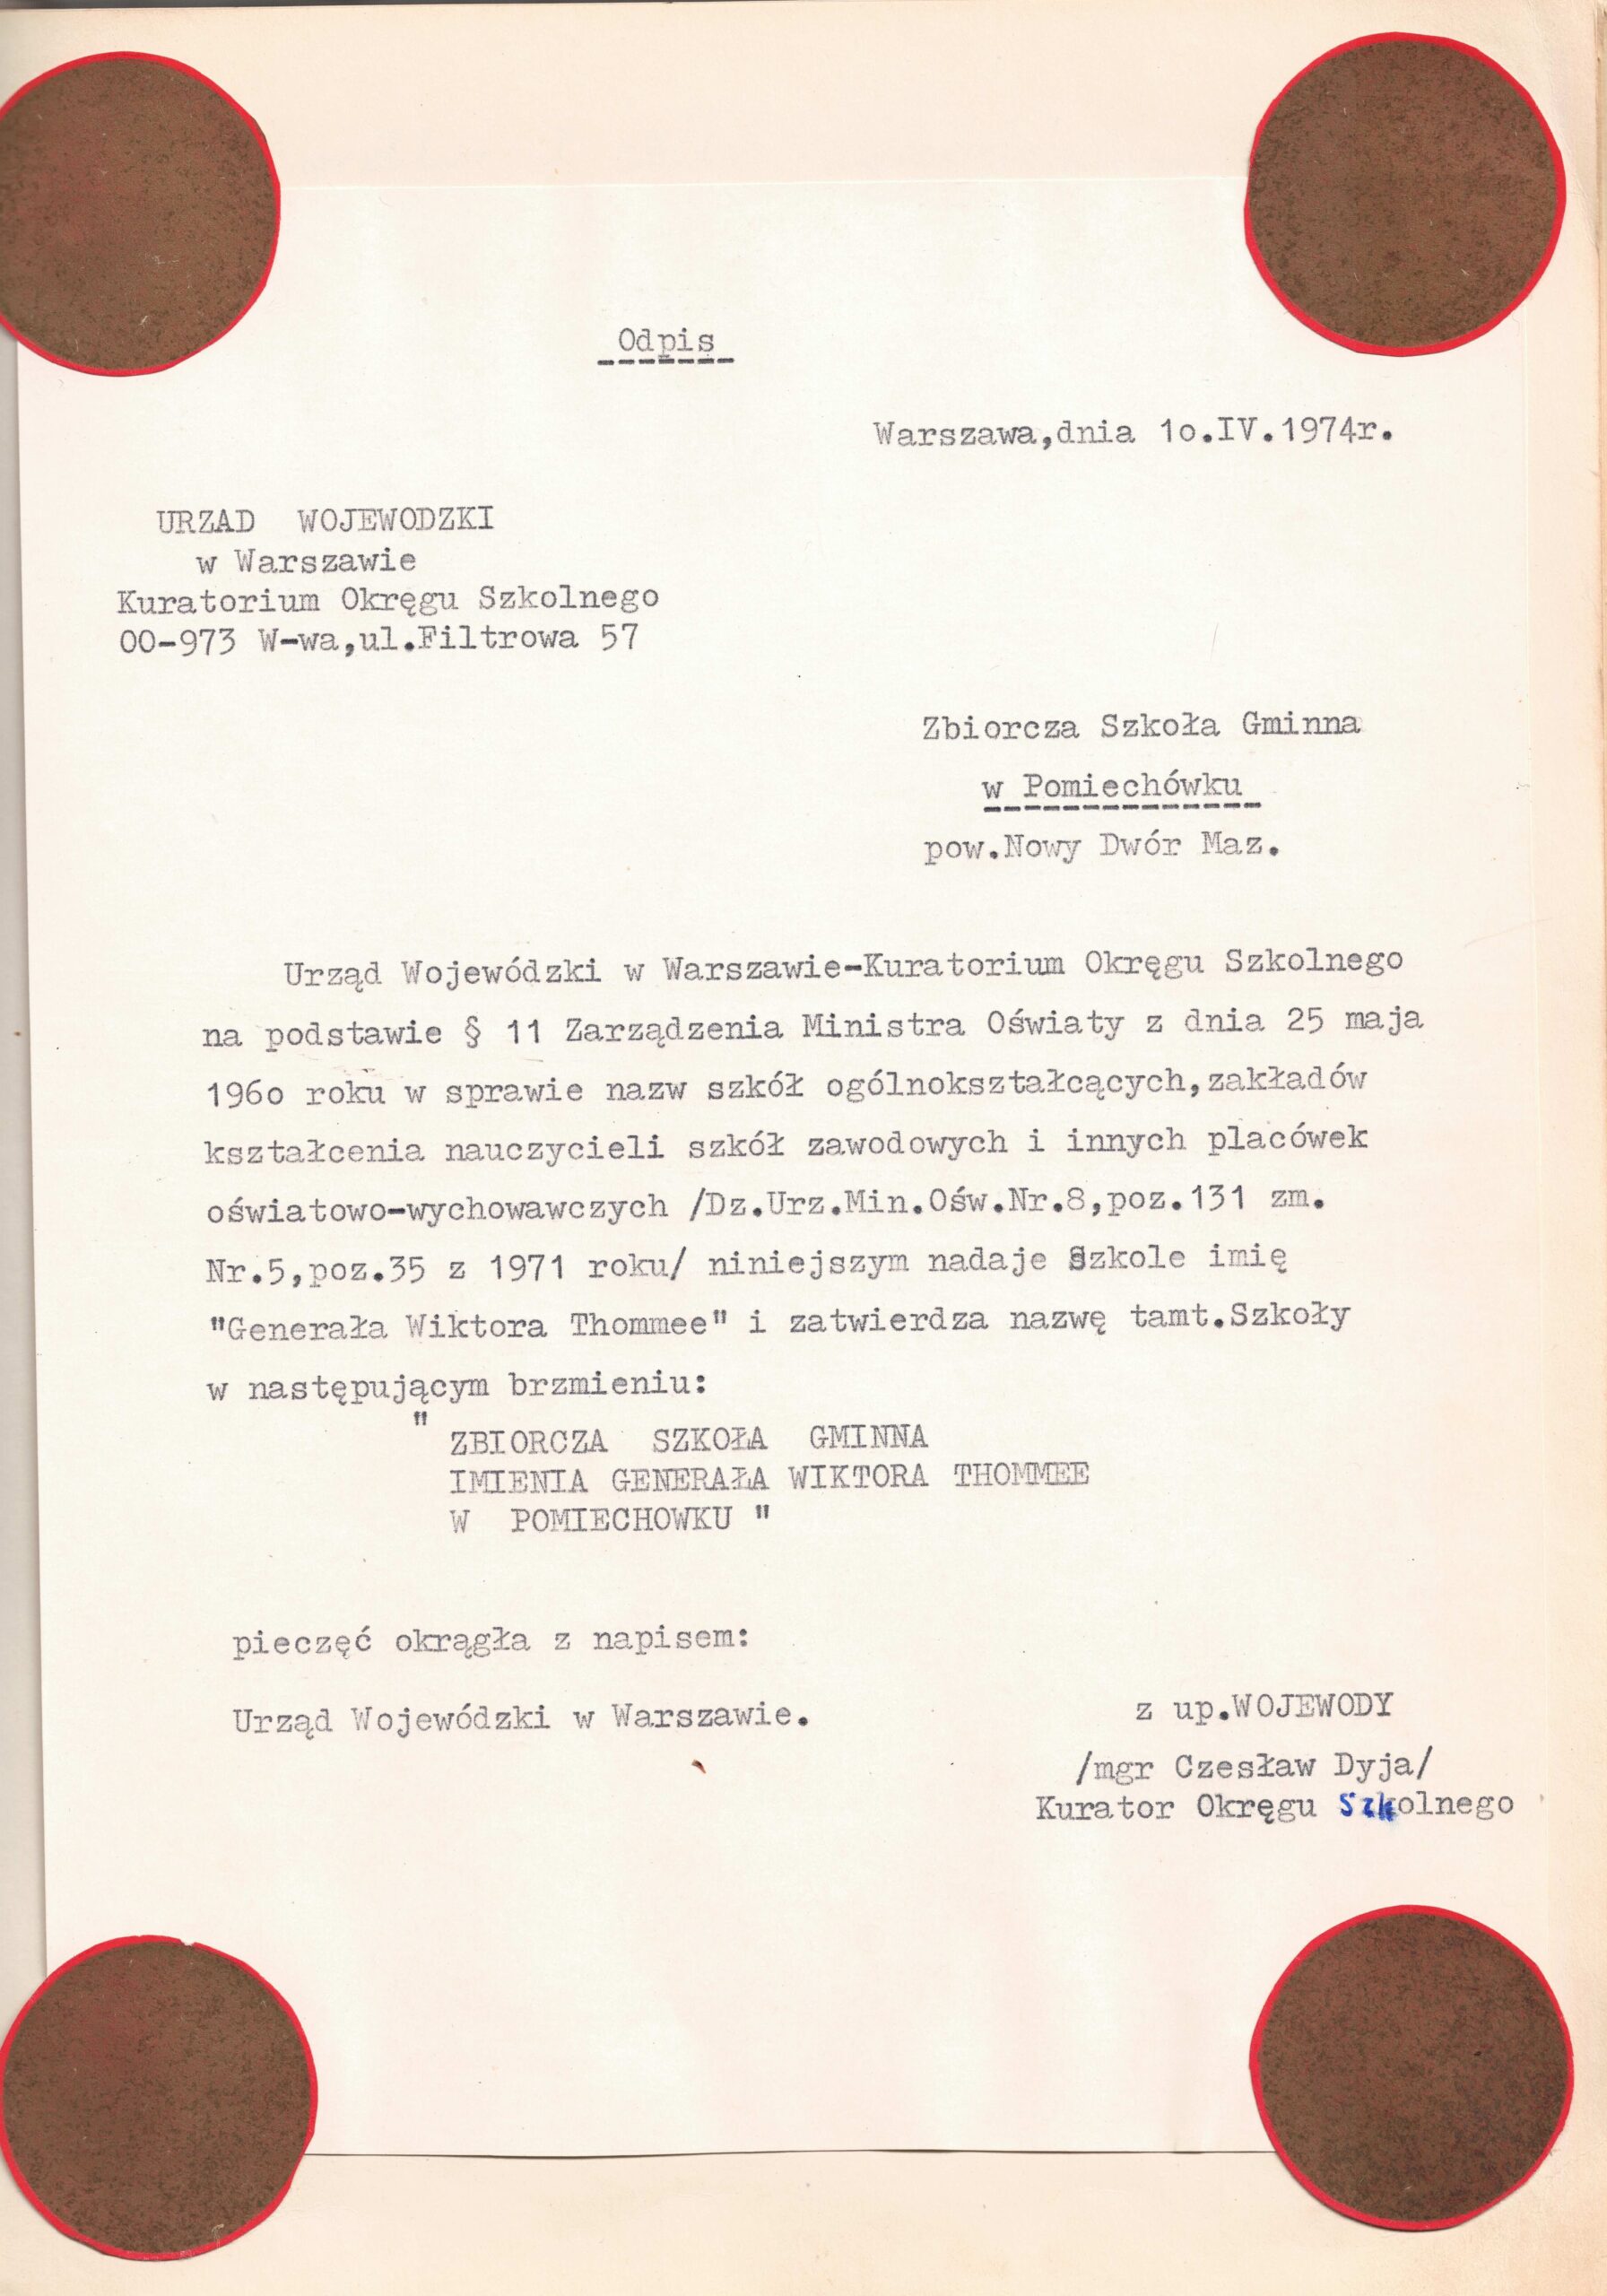 Odpis
Warszawa,dnia 1o.IV.1974r.
URZAD WOJEWODZKI
w Warszawie
Kuratorium Okręgu Szkolnego
00-973 W-wa,ul.Filtrowa 57
Zbiorcza Szkoła Gminna
w Pomiechówku
pow.Nowy Dwór Maz.
Urząd Wojewódzki w Warszawie-Kuratorium Okręgu Szkolnego
na podstawie § 11 Zarządzenia Ministra Oświaty z dnia 25 maja
196o roku w sprawie nazw szkół ogólnokształcących,zakładów
kształcenia nauczycieli szkół zawodowych i innych placówek
oświatowo-wychowawczych /Dz.Urz.Min.Ośw.Nr.8,poz.131 zm.
Nr.5,poz.35 z 1971 roku/ niniejszym nadaje Szkole imię
"Generała Wiktora Thommee" i zatwierdza nazwę tamt.Szkoły
w następującym brzmieniu:
" ZBIORCZA SZKOŁA GMINNA
IMIENIA GENERAŁA WIKTORA THOMMEE
W POMIECHOWKU "
pieczęć okrągła z napisem:
Urząd Wojewódzki w Warszawie.
z up.WOJEWODY
/mgr Czesław Dyja/
Kurator Okręgu Szkolnego